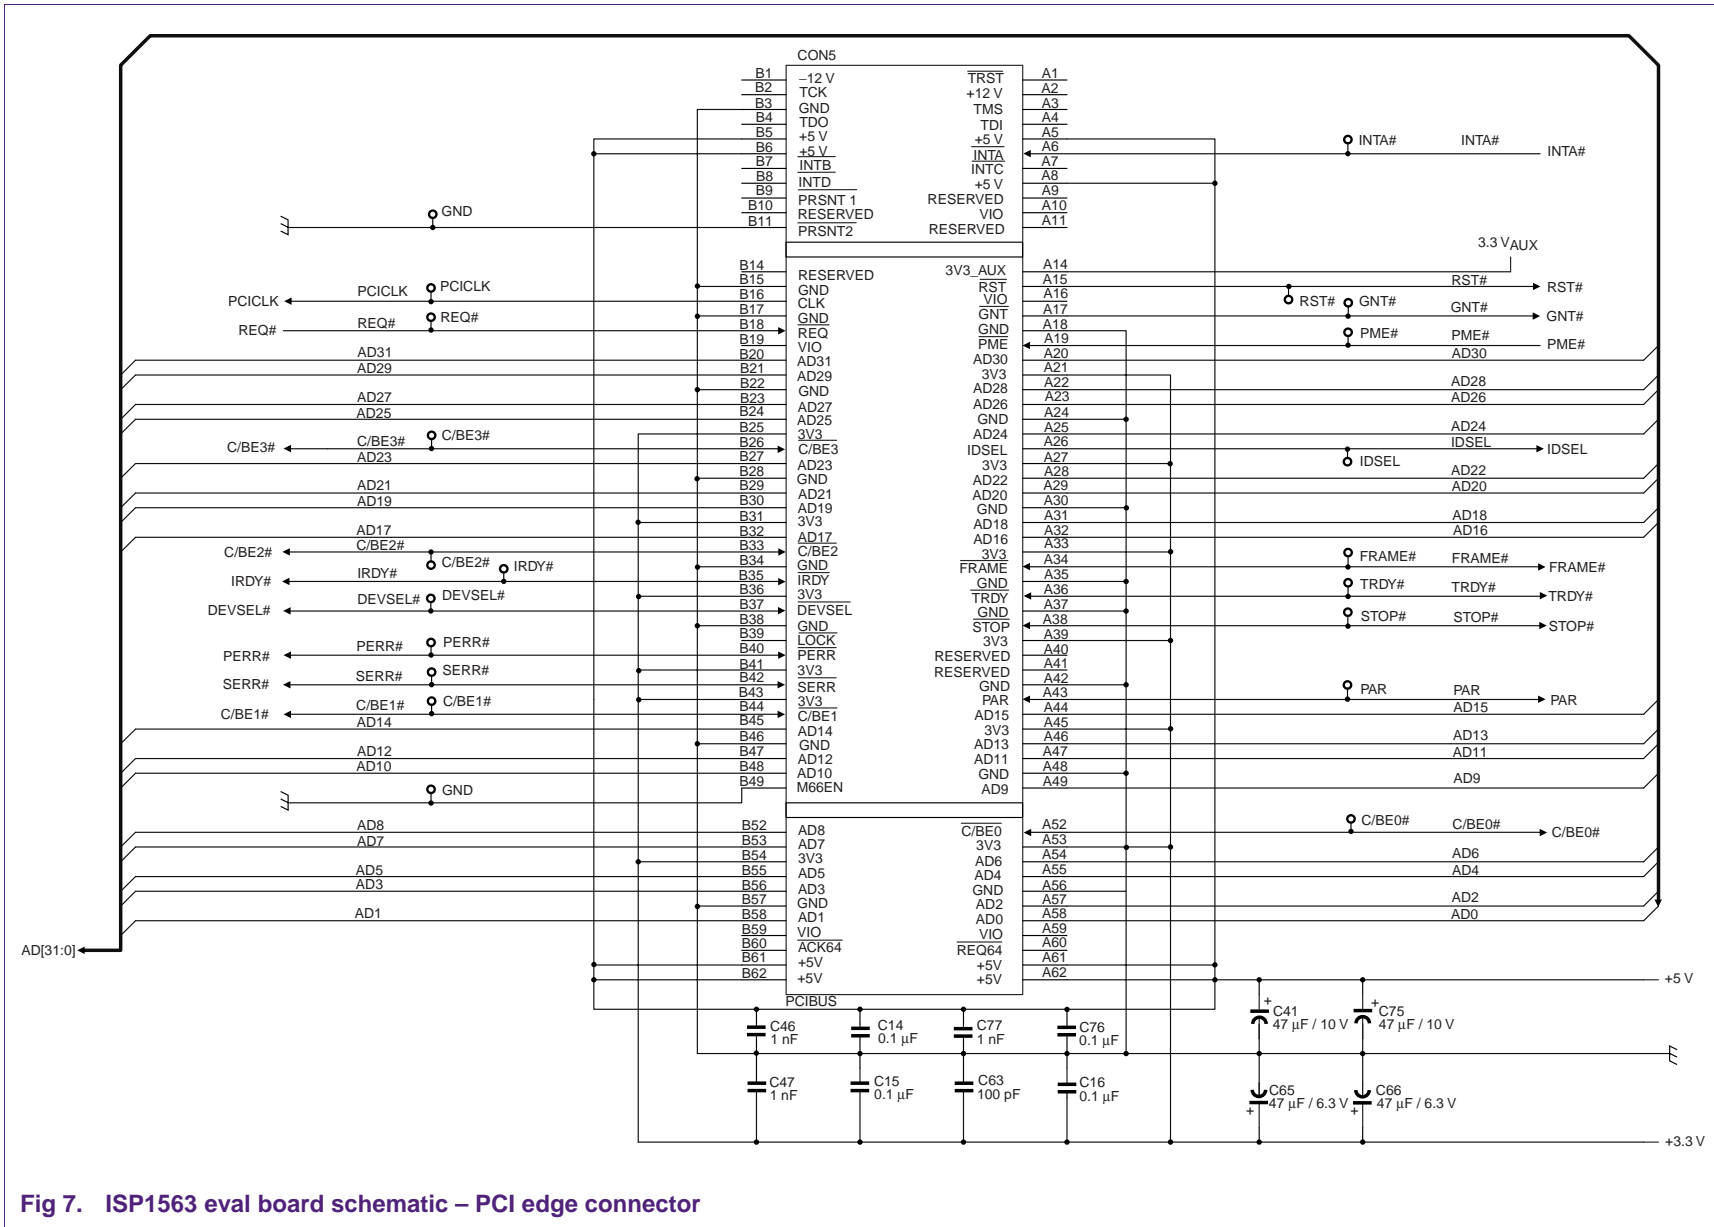 CON5
B1 −12 V TRST A1
B2 TCK +12 V A2
B3 GND TMS A3
B4 TDO TDI A4
B5 +5 V +5 V A5
B6 +5 V INTA A6 INTA# INTA# INTA#
B7 INTB INTC A7
B8 INTD +5 V A8
B9 PRSNT 1 RESERVED A9
B10 RESERVED VIO A10
GND B11 PRSNT2 RESERVED A11
3.3 VAUX
B14 RESERVED 3V3_AUX A14
B15 GND RST A15 RST# RST# RST#
PCICLK PCICLK PCICLK B16 CLK VIO A16
B17 GND GNT A17 GNT# GNT# GNT#
REQ# REQ# REQ# B18 REQ GND A18
B19 VIO PME A19 PME# PME# PME#
AD31 B20 AD31 AD30 A20 AD30
AD29 B21 AD29 3V3 A21
B22 GND AD28 A22 AD28
AD27 B23 AD27 AD26 A23 AD26
AD25 B24 AD25 GND A24
B25 3V3 AD24 A25 AD24
C/BE3# C/BE3# C/BE3# B26 C/BE3 IDSEL A26 IDSEL IDSEL IDSEL
AD23 B27 AD23 3V3 A27
B28 GND AD22 A28 AD22
AD21 B29 AD21 AD20 A29 AD20
AD19 B30 AD19 GND A30
B31 3V3 AD18 A31 AD18
AD17 B32 AD17 AD16 A32 AD16
C/BE2# C/BE2# C/BE2# B33 C/BE2 3V3 A33
B34 GND FRAME A34 FRAME# FRAME# FRAME#
IRDY# IRDY# IRDY# B35 IRDY GND A35
B36 3V3 TRDY A36 TRDY# TRDY# TRDY#
DEVSEL# DEVSEL# DEVSEL# B37 DEVSEL GND A37
B38 GND STOP A38 STOP# STOP# STOP#
B39 LOCK 3V3 A39
PERR# PERR# PERR# B40 PERR RESERVED A40
B41 3V3 RESERVED A41
SERR# SERR# SERR# B42 SERR GND A42
B43 3V3 PAR A43 PAR PAR PAR
C/BE1# C/BE1# C/BE1# B44 C/BE1 AD15 A44 AD15
AD14 B45 AD14 3V3 A45
B46 GND AD13 A46 AD13
AD12 B47 AD12 AD11 A47 AD11
AD10 B48 AD10 GND A48
GND B49 M66EN AD9 A49 AD9
AD8 B52 AD8 C/BE0 A52 C/BE0# C/BE0# C/BE0#
AD7 B53 AD7 3V3 A53
B54 3V3 AD6 A54 AD6
AD5 B55 AD5 AD4 A55 AD4
AD3 B56 AD3 GND A56
B57 GND AD2 A57 AD2
AD1 B58 AD1 AD0 A58 AD0
B59 VIO VIO A59
AD[31:0] B60 ACK64 REQ64 A60
B61 +5V +5V A61
B62 +5V +5V A62 +5 V
PCIBUS
C46 C14 C77 C76 C41 C75
1 nF 0.1 µF 1 nF 0.1 µF 47 µF / 10 V 47 µF / 10 V
+ +
C47 C15 C63 C16 C65 C66
1 nF 0.1 µF 100 pF 0.1 µF 47 µF / 6.3 V 47 µF / 6.3 V
+ +
+3.3 V
Fig 7. ISP1563 eval board schematic – PCI edge connector